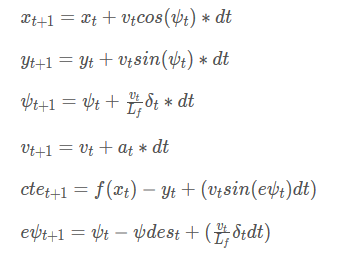 x_{t+1} = x_t + v_t cos(ψ_t) * dt
y_{t+1} = y_t + v_t sin(ψ_t) * dt
ψ_{t+1} = ψ_t + \frac{v_t}{L_f} δ_t * dt
v_{t+1} = v_t + a_t * dt
cte_{t+1} = f(x_t) − y_t + (v_t sin(eψ_t)dt)
eψ_{t+1} = ψ_t − ψdes_t + (\frac{v_t}{L_f} δ_t dt)